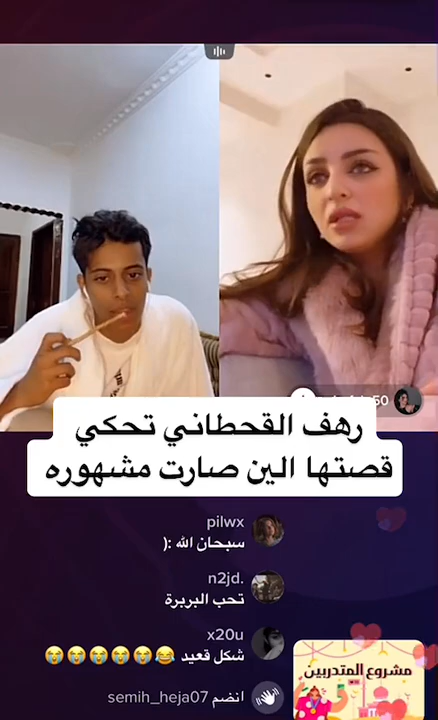 50
رهف القحطاني تحكي
قصتها الين صارت مشهوره
pilwx
سبحان الله :(
n2jd.
تحب البربرة
x20u
شكل قعيد 😂😭😭😭😭😭
semih_heja07 انضم
مشروع المتدربين